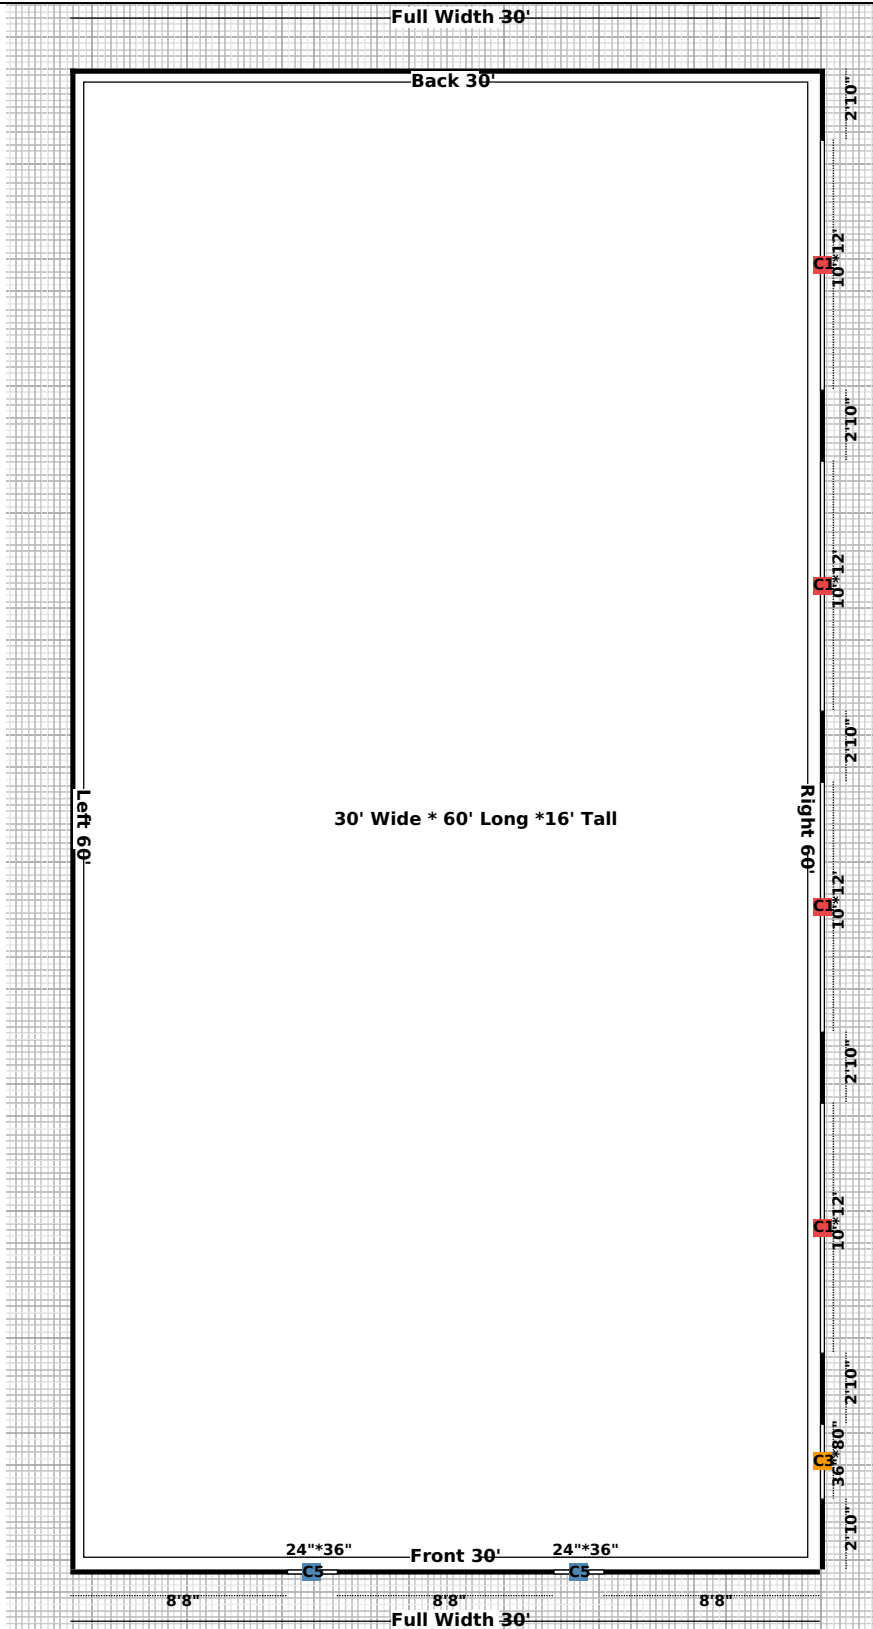 Full Width 30'
Back 30'
2'10"
C1 10'*12'
2'10"
C1 10'*12'
2'10"
Left 60'
30' Wide * 60' Long *16' Tall
Right 60'
C1 10'*12'
2'10"
C1 10'*12'
2'10"
C3 36"*80"
2'10"
24"*36"
24"*36"
Front 30'
C5
C5
8'8"
8'8"
8'8"
Full Width 30'